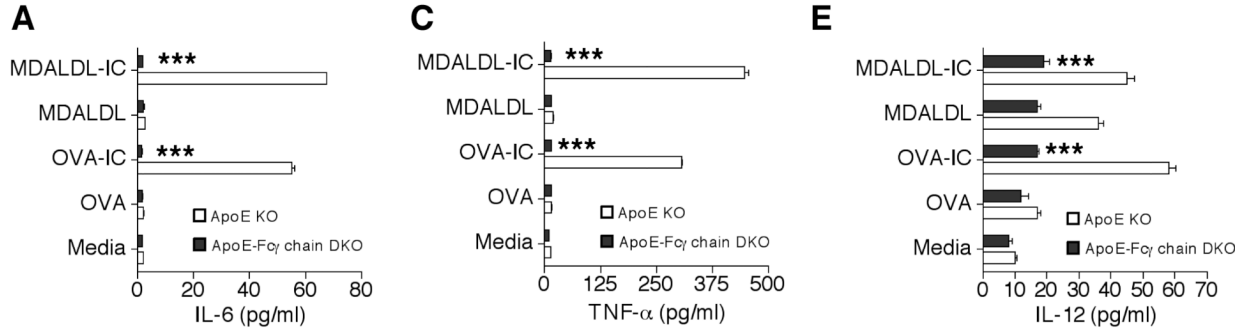 A
MDALDL-IC
***
MDALDL
OVA-IC
***
OVA
Media
ApoE KO
ApoE-Fcγ chain DKO
0 20 40 60 80
IL-6 (pg/ml)
C
MDALDL-IC
***
MDALDL
OVA-IC
***
OVA
Media
ApoE KO
ApoE-Fcγ chain DKO
0 125 250 375 500
TNF-α (pg/ml)
E
MDALDL-IC
***
MDALDL
OVA-IC
***
OVA
Media
ApoE KO
ApoE-Fcγ chain DKO
0 10 20 30 40 50 60 70
IL-12 (pg/ml)